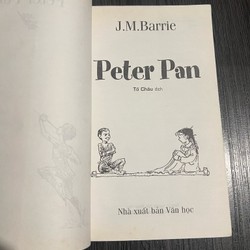 J.M.Barrie
Peter Pan
Tô Châu dịch
Nhà xuất bản Văn học